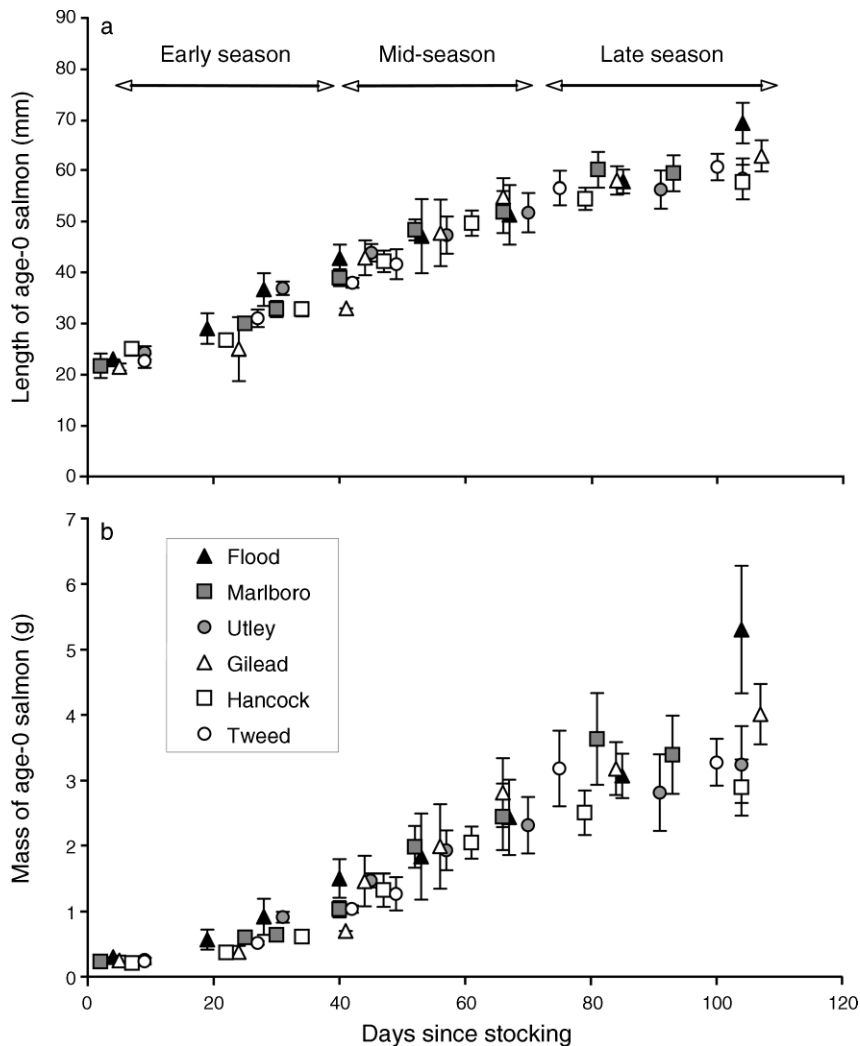 a
Early season
Mid-season
Late season
Length of age-0 salmon (mm)
90
80
70
60
50
40
30
20
10
0
b
Flood
Marlboro
Utley
Gilead
Hancock
Tweed
Mass of age-0 salmon (g)
7
6
5
4
3
2
1
0
0 20 40 60 80 100 120
Days since stocking